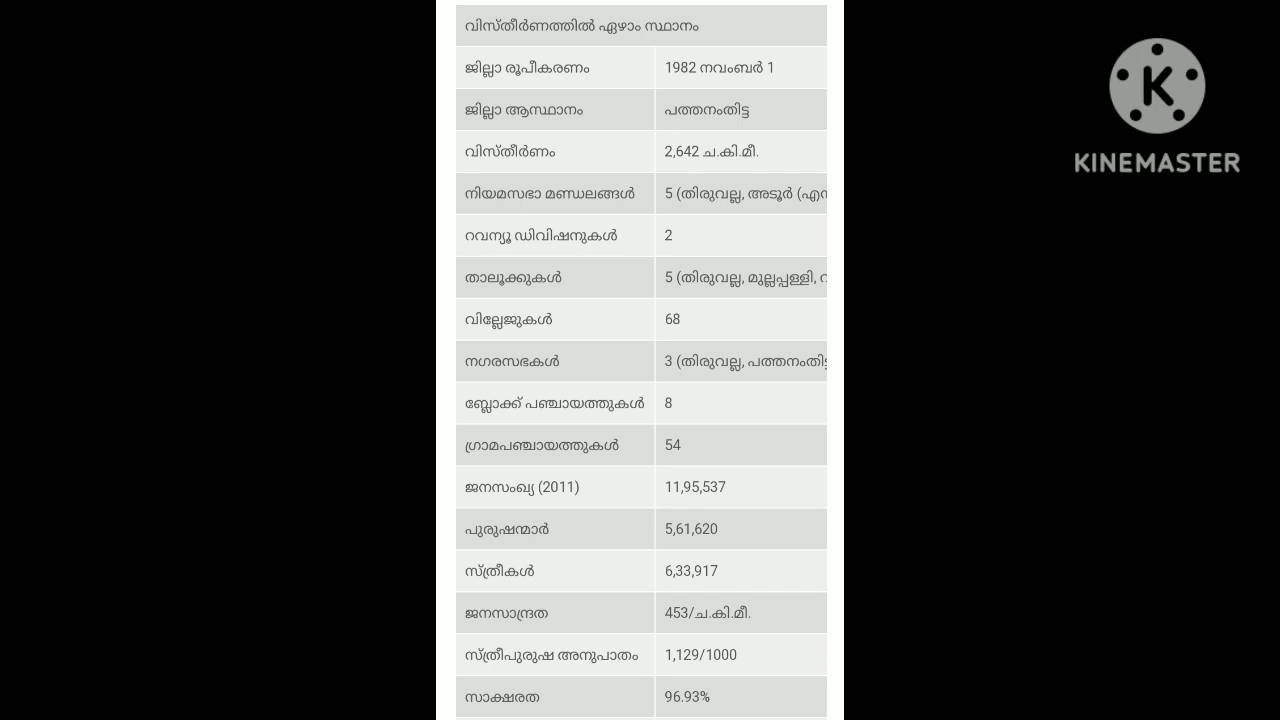 വിസ്തീർണത്തിൽ ഏഴാം സ്ഥാനം
ജില്ലാ രൂപീകരണം 1982 നവംബർ 1
ജില്ലാ ആസ്ഥാനം പത്തനംതിട്ട
വിസ്തീർണം 2,642 ച.കി.മീ.
നിയമസഭാ മണ്ഡലങ്ങൾ 5 (തിരുവല്ല, അടൂർ
റവന്യൂ ഡിവിഷനുകൾ 2
താലൂക്കുകൾ 5 (തിരുവല്ല, മുല്ലപ്പള്ളി,
വില്ലേജുകൾ 68
നഗരസഭകൾ 3 (തിരുവല്ല,
ബ്ലോക്ക് പഞ്ചായത്തുകൾ 8
ഗ്രാമപഞ്ചായത്തുകൾ 54
ജനസംഖ്യ (2011) 11,95,537
പുരുഷന്മാർ 5,61,620
സ്ത്രീകൾ 6,33,917
ജനസാന്ദ്രത 453/ച.കി.മീ.
സ്ത്രീപുരുഷ അനുപാതം 1,129/1000
സാക്ഷരത 96.93%
K
KINEMASTER